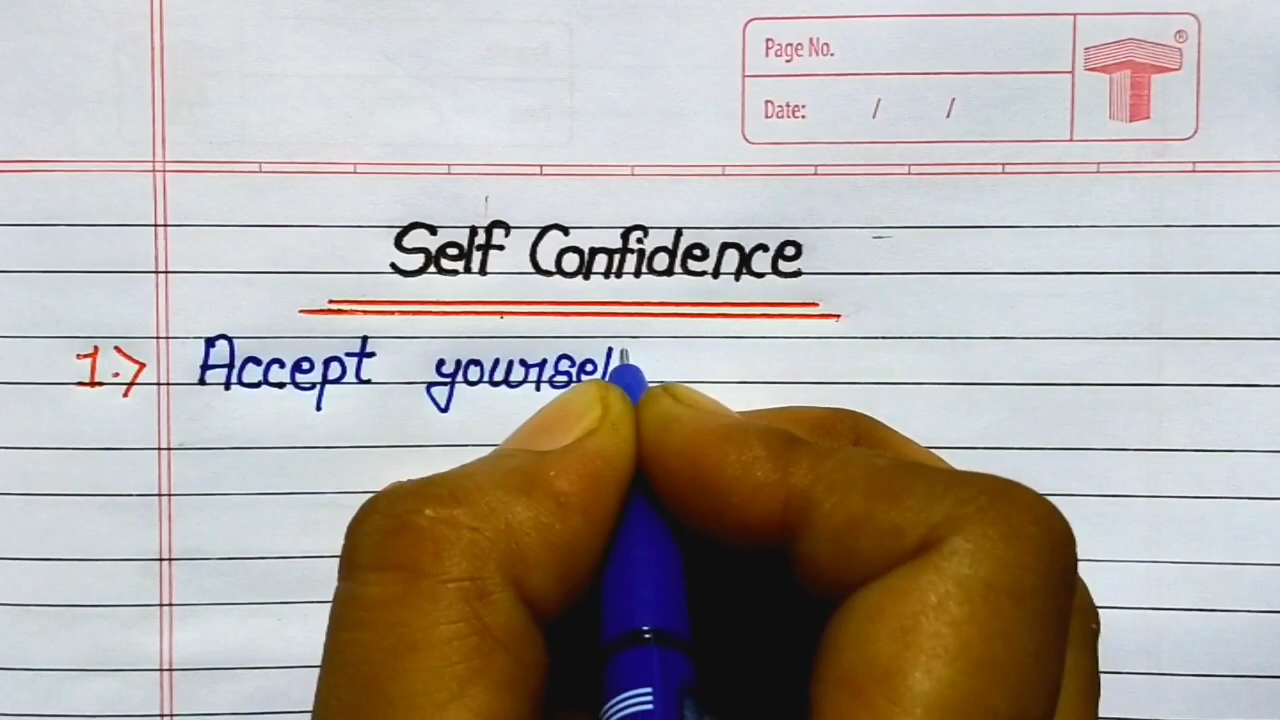 Page No.
Date: / /
®
Self Confidence
1.> Accept yoursel